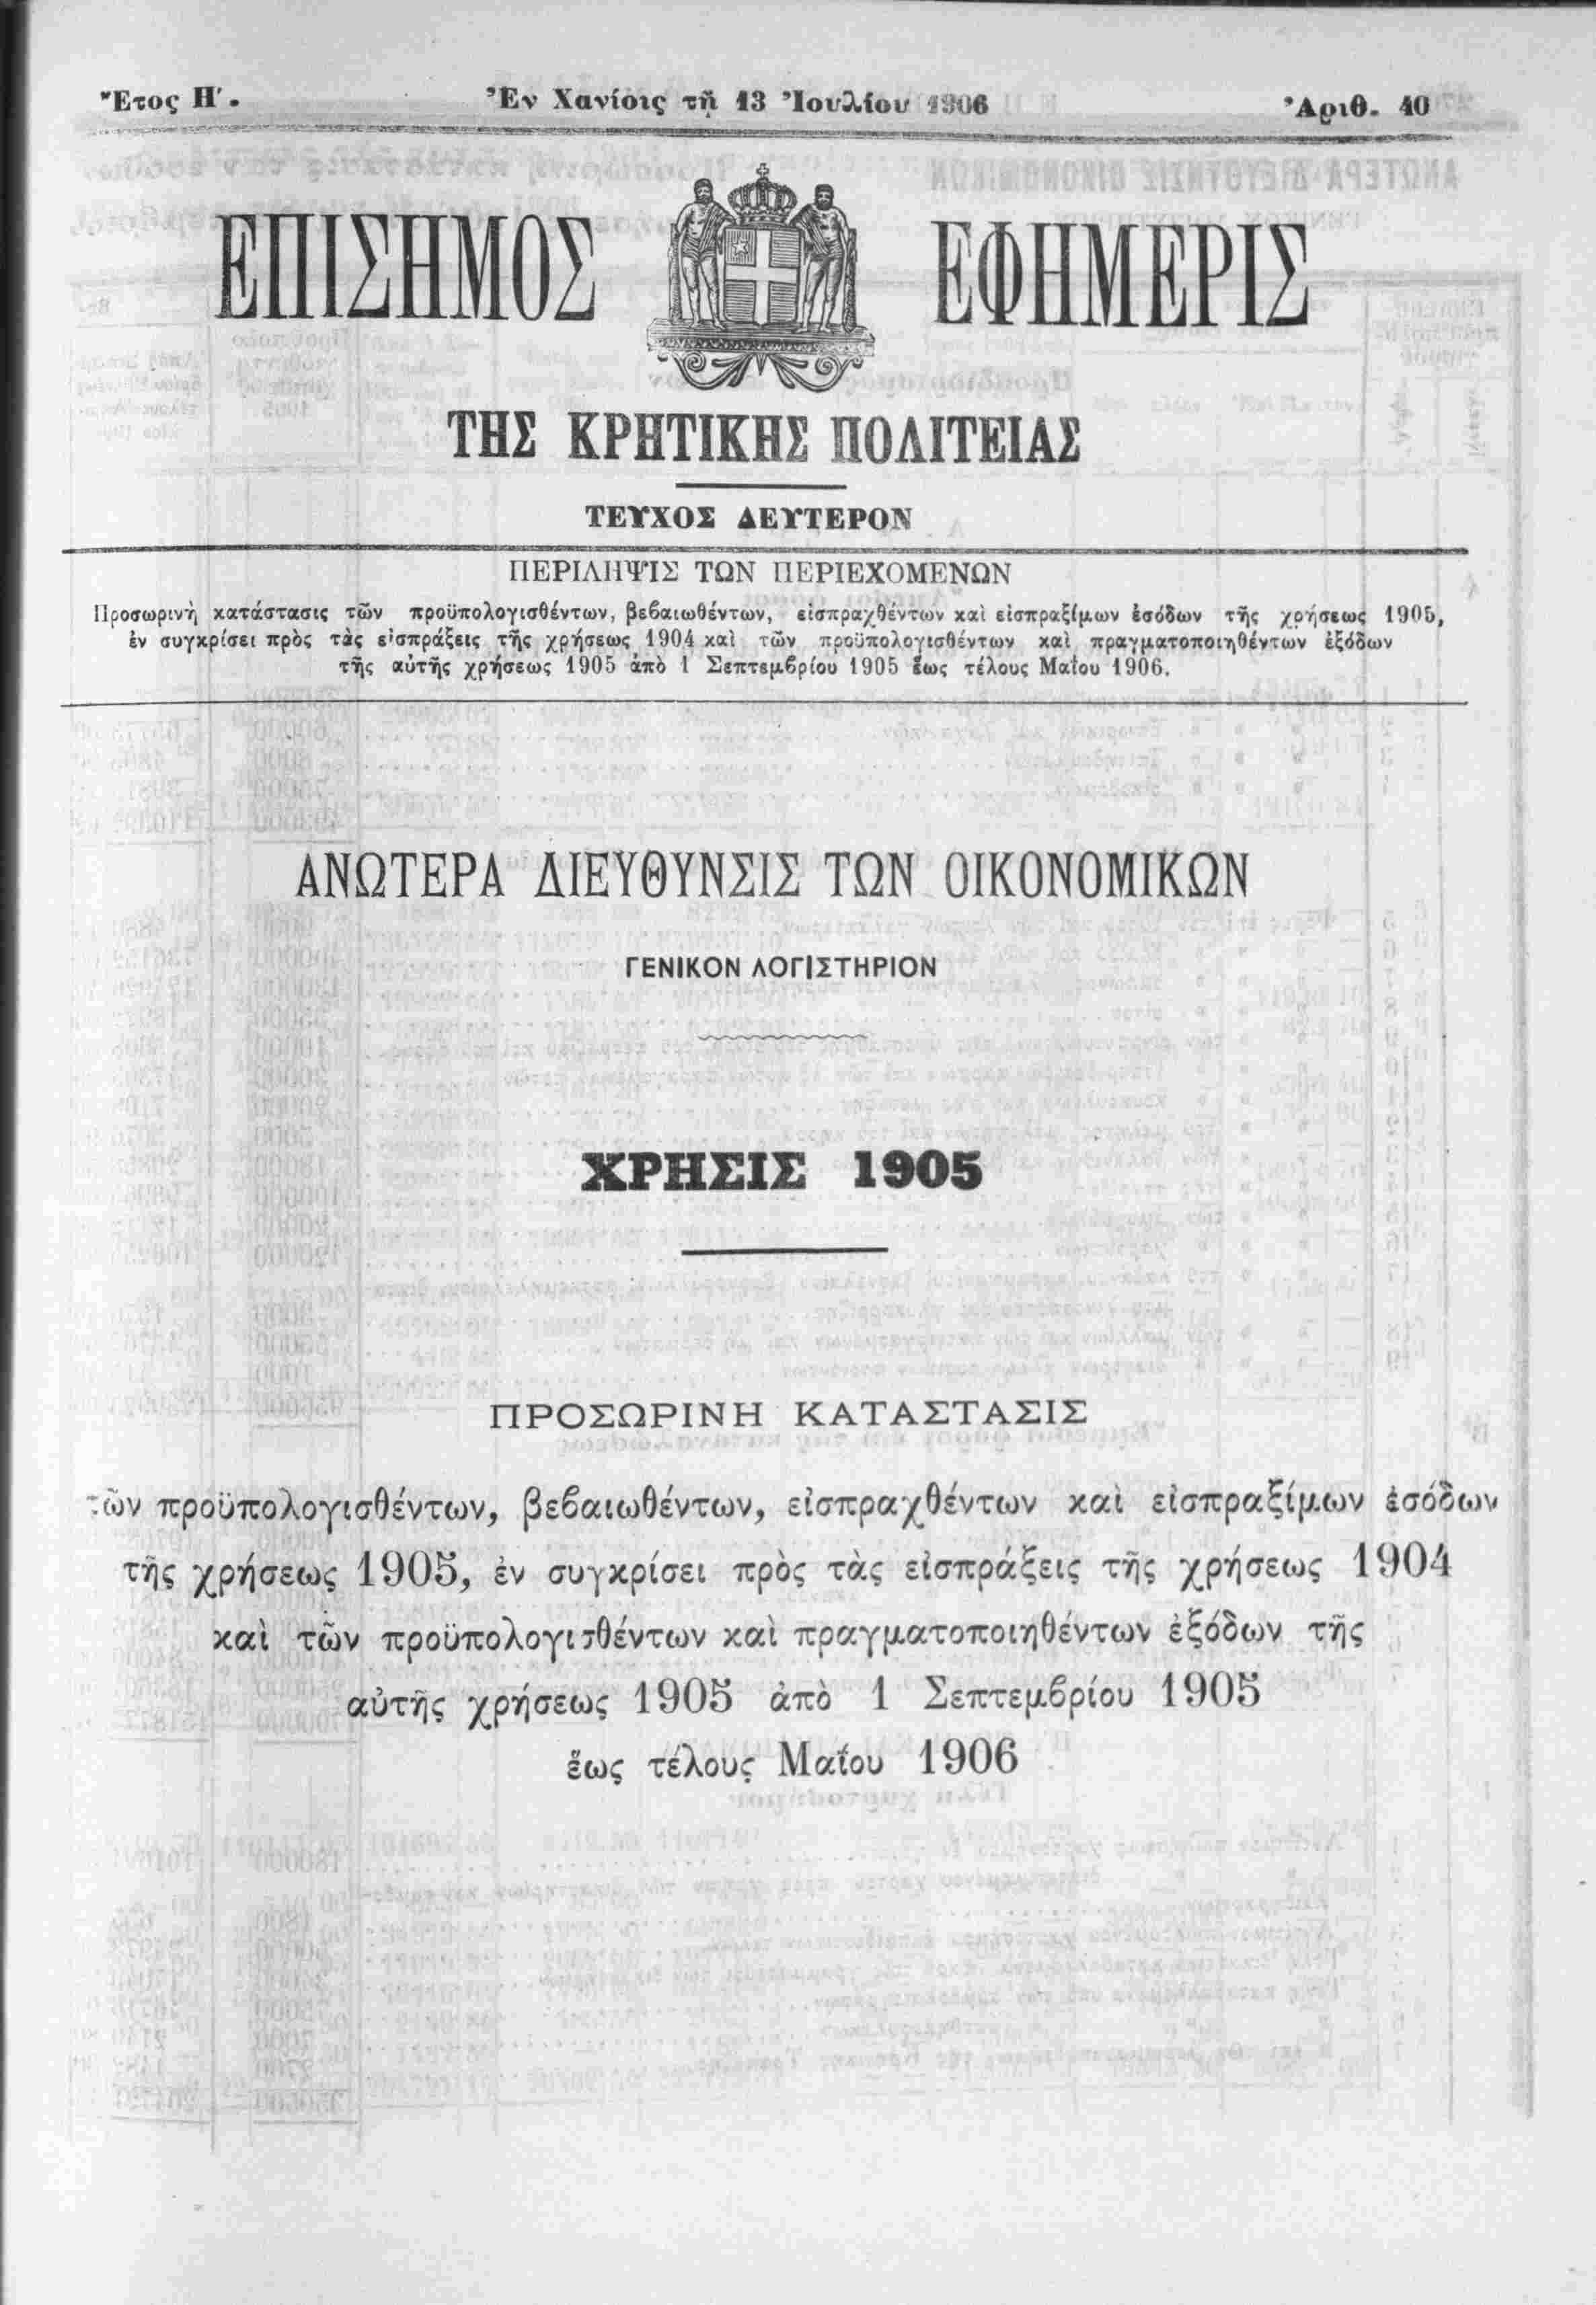 Ἔτος Η΄.
Ἐν Χανίοις τῇ 13 Ἰουλίου 1906
Ἀριθ. 40
ΕΠΙΣΗΜΟΣ ΕΦΗΜΕΡΙΣ
ΤΗΣ ΚΡΗΤΙΚΗΣ ΠΟΛΙΤΕΙΑΣ
ΤΕΥΧΟΣ ΔΕΥΤΕΡΟΝ
ΠΕΡΙΛΗΨΙΣ ΤΩΝ ΠΕΡΙΕΧΟΜΕΝΩΝ
Προσωρινὴ κατάστασις τῶν προϋπολογισθέντων, βεβαιωθέντων, εἰσπραχθέντων καὶ εἰσπραξίμων ἐσόδων τῆς χρήσεως 1905,
ἐν συγκρίσει πρὸς τὰς εἰσπράξεις τῆς χρήσεως 1904 καὶ τῶν προϋπολογισθέντων καὶ πραγματοποιηθέντων ἐξόδων
τῆς αὐτῆς χρήσεως 1905 ἀπὸ 1 Σεπτεμβρίου 1905 ἕως τέλους Μαΐου 1906.
ΑΝΩΤΕΡΑ ΔΙΕΥΘΥΝΣΙΣ ΤΩΝ ΟΙΚΟΝΟΜΙΚΩΝ
ΓΕΝΙΚΟΝ ΛΟΓΙΣΤΗΡΙΟΝ
ΧΡΗΣΙΣ 1905
ΠΡΟΣΩΡΙΝΗ ΚΑΤΑΣΤΑΣΙΣ
τῶν προϋπολογισθέντων, βεβαιωθέντων, εἰσπραχθέντων καὶ εἰσπραξίμων ἐσόδων
τῆς χρήσεως 1905, ἐν συγκρίσει πρὸς τὰς εἰσπράξεις τῆς χρήσεως 1904
καὶ τῶν προϋπολογισθέντων καὶ πραγματοποιηθέντων ἐξόδων τῆς
αὐτῆς χρήσεως 1905 ἀπὸ 1 Σεπτεμβρίου 1905
ἕως τέλους Μαΐου 1906